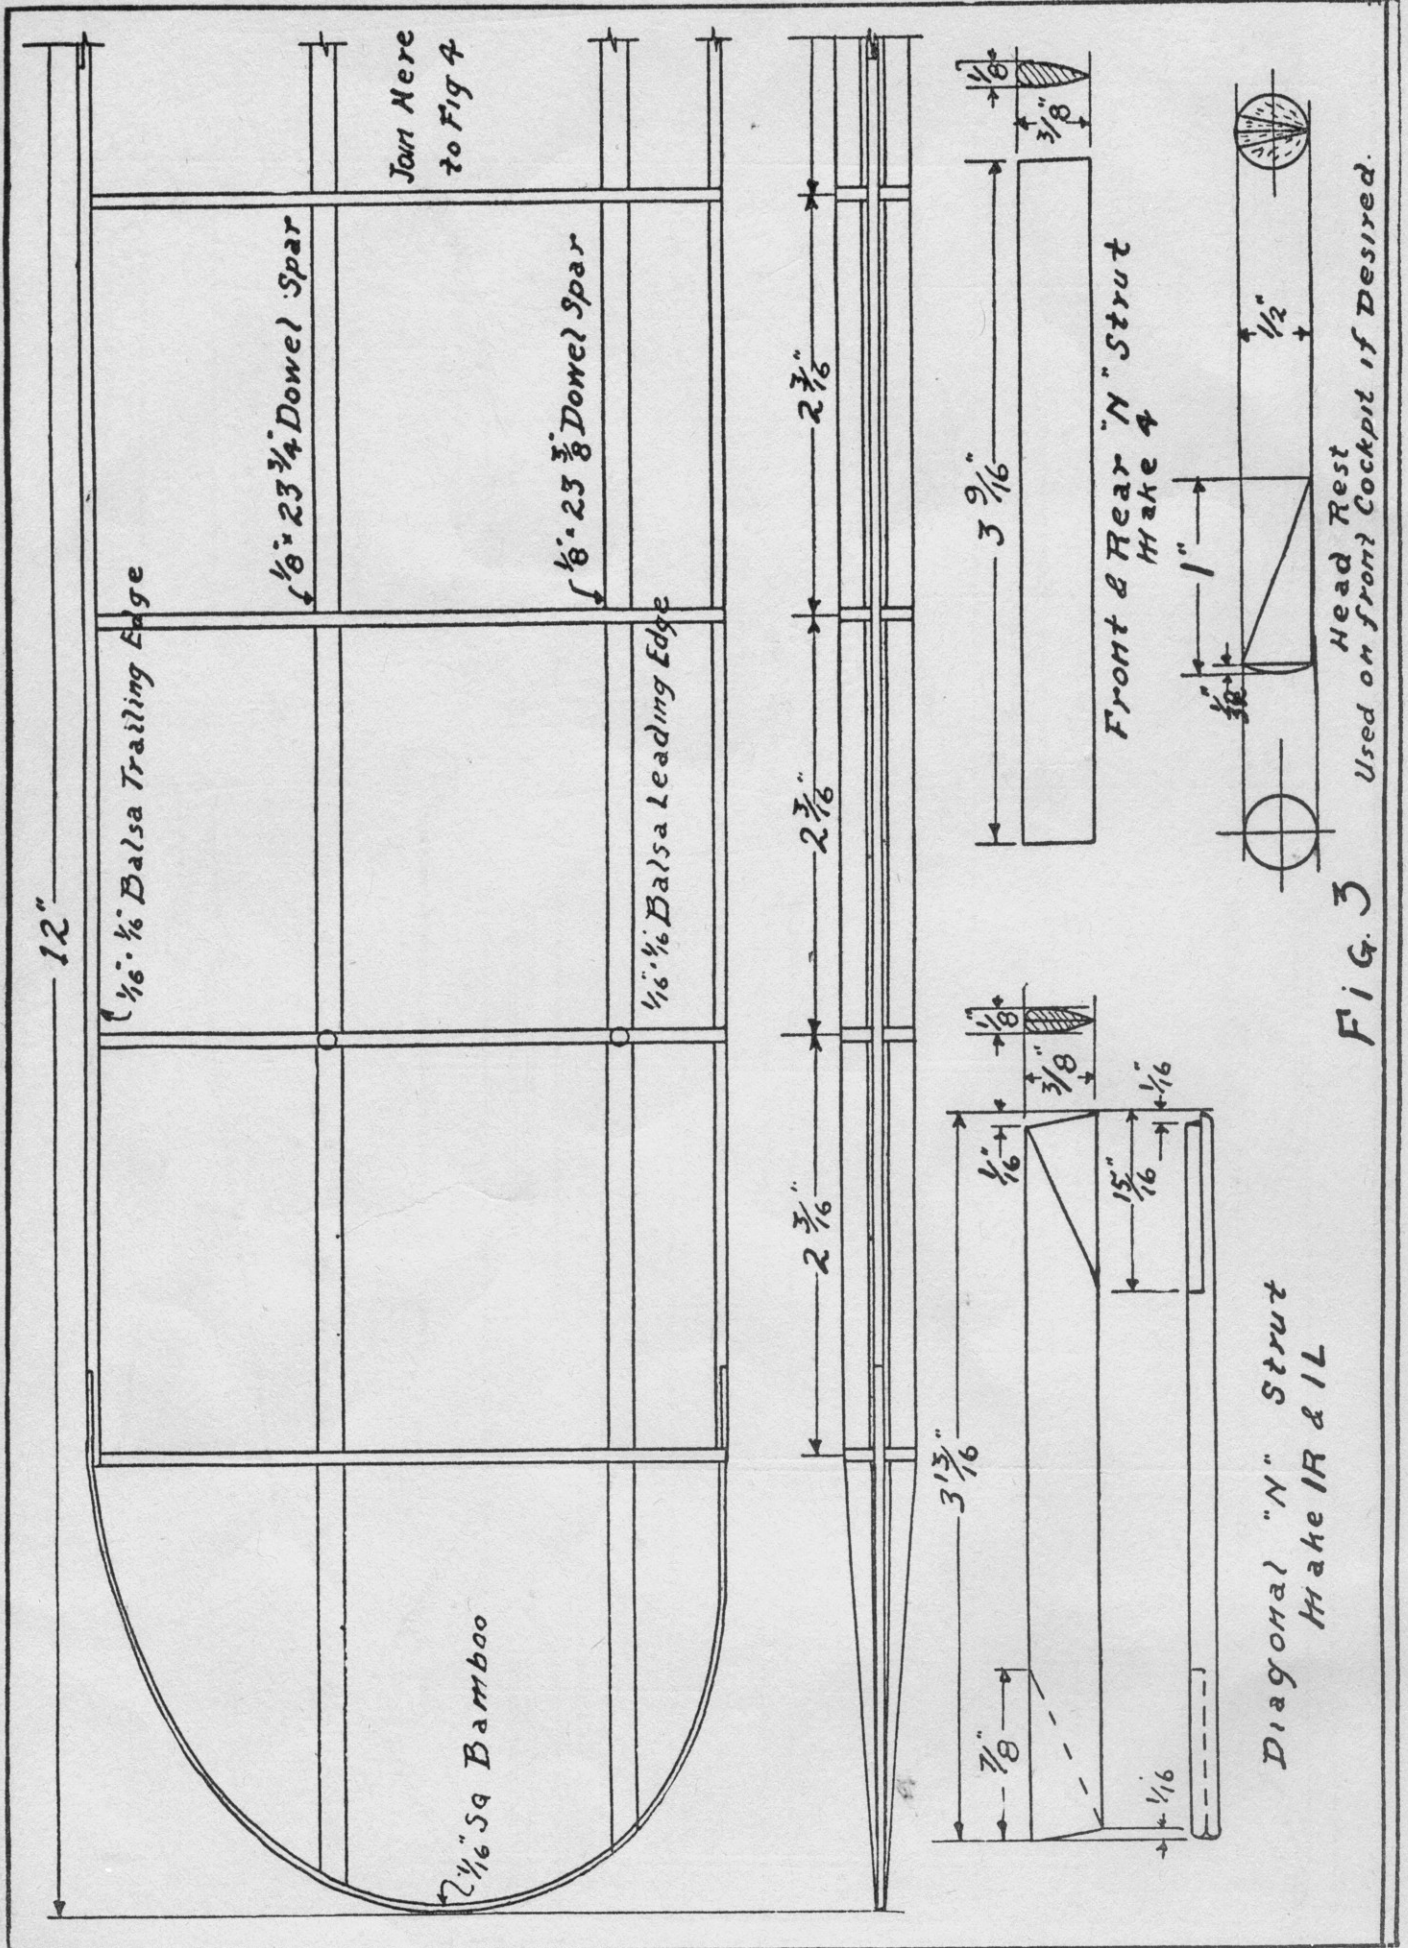 12"
Join Here
to Fig 4
1/16" · 1/16" Balsa Trailing Edge
1/8" × 23 3/4" Dowel Spar
1/8" × 23 3/8" Dowel Spar
1/16" · 1/16" Balsa Leading Edge
1/16" Sq Bamboo
2 3/16"
2 3/16"
2 3/16"
3 15/16"
1/16"
3/8"
1/8"
7/8"
15/16"
1/16"
1/16
Diagonal "N" Strut
Make 1R & 1L
3 9/16"
3/8"
1/8"
Front & Rear "N" Strut
Make 4
1"
1/32"
1/2"
Head Rest
Used on front Cockpit if Desired.
FiG. 3